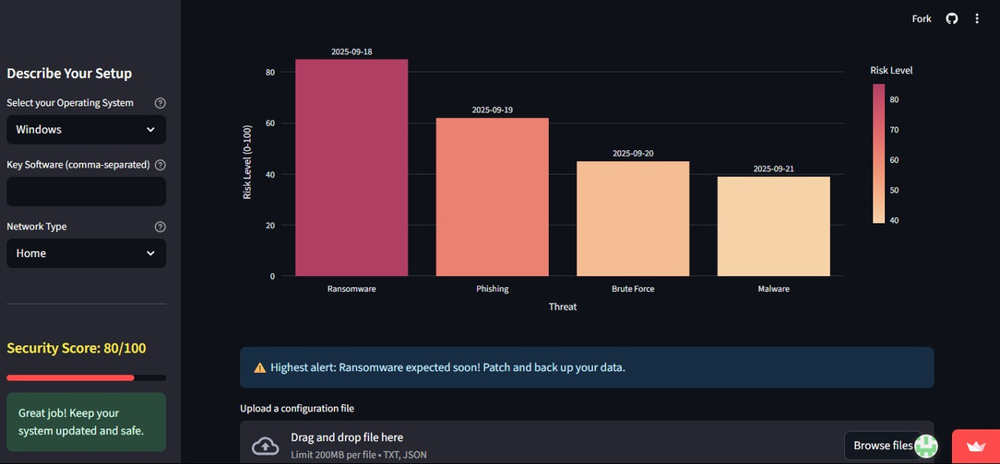 Fork
Describe Your Setup
Select your Operating System
Windows
Key Software (comma-separated)
Network Type
Home
Security Score: 80/100
Great job! Keep your
system updated and safe.
2025-09-18
2025-09-19
2025-09-20
2025-09-21
Risk Level (0-100)
80
60
40
20
0
Ransomware
Phishing
Brute Force
Malware
Threat
Risk Level
80
70
60
50
40
Highest alert: Ransomware expected soon! Patch and back up your data.
Upload a configuration file
Drag and drop file here
Limit 200MB per file • TXT, JSON
Browse files